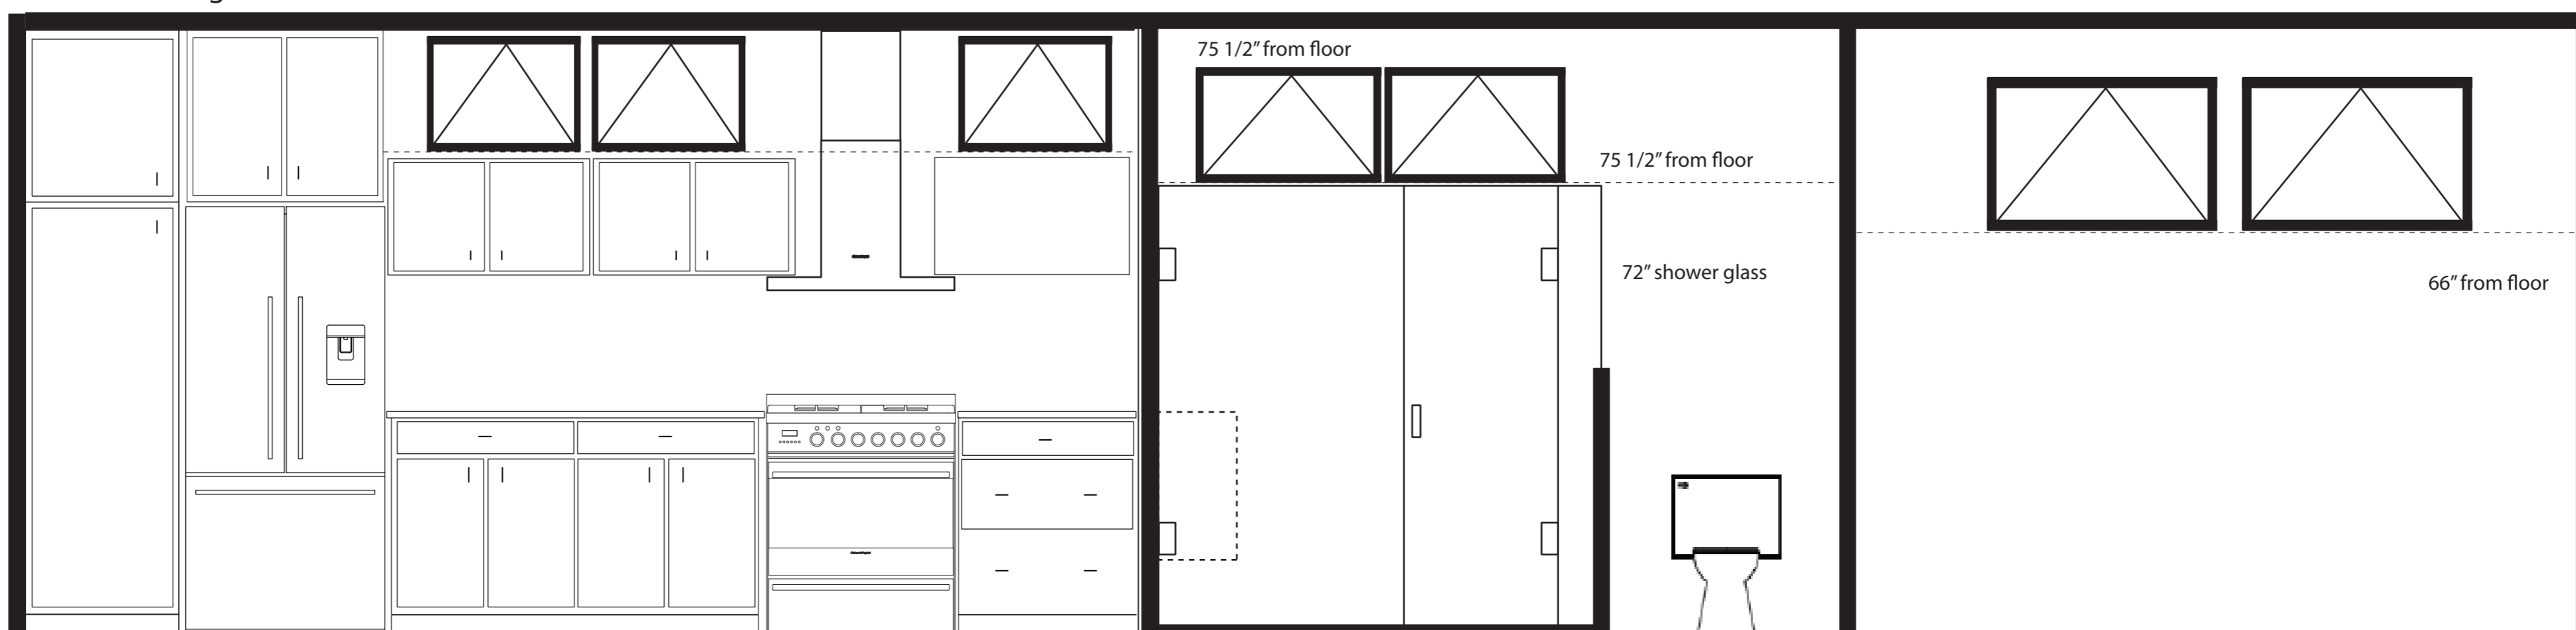 75 1/2” from floor
75 1/2” from floor
72” shower glass
66” from floor